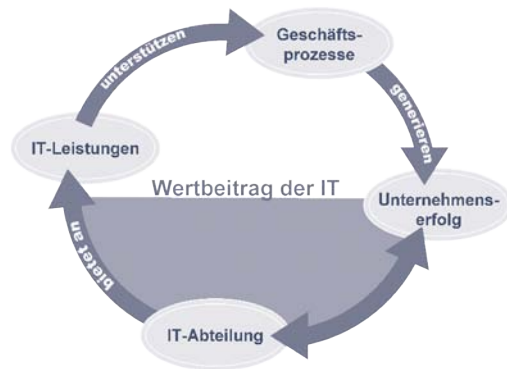 Geschäfts-
prozesse
unterstützen
generieren
IT-Leistungen
Wertbeitrag der IT
Unternehmens-
erfolg
bietet an
IT-Abteilung